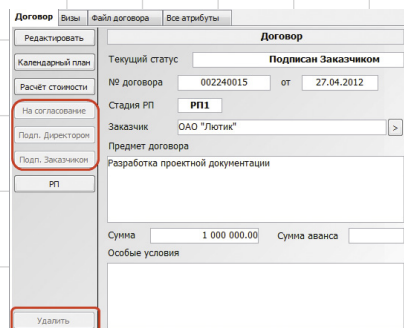 Договор Визы Файл договора Все атрибуты
Редактировать
Договор
Календарный план
Текущий статус Подписан Заказчиком
Расчёт стоиности
№ договора 002240015 от 27.04.2012
На согласование
Стадия РП РП1
Подп. Директором
Заказчик ОАО "Лютик" >
Подп. Заказчиком
Предмет договора
Разработка проектной документации
РП
Сумма 1 000 000.00 Сумма аванса
Особые условия
Удалить